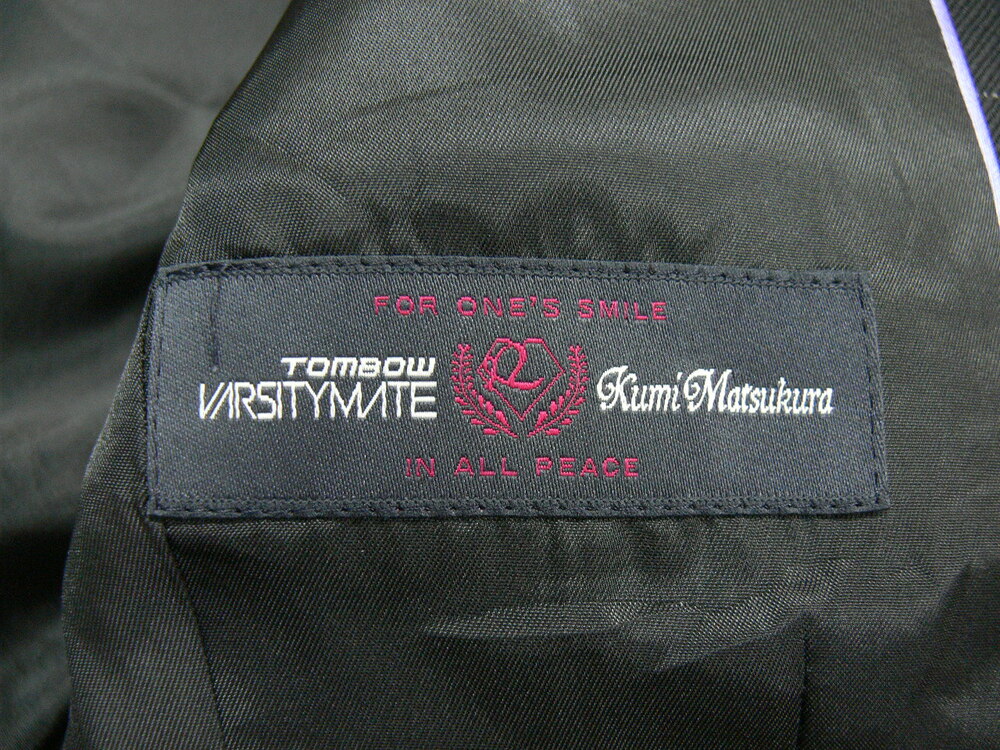 FOR ONE'S SMILE
TOMBOW
VARSITYMATE
Kumi Matsukura
IN ALL PEACE